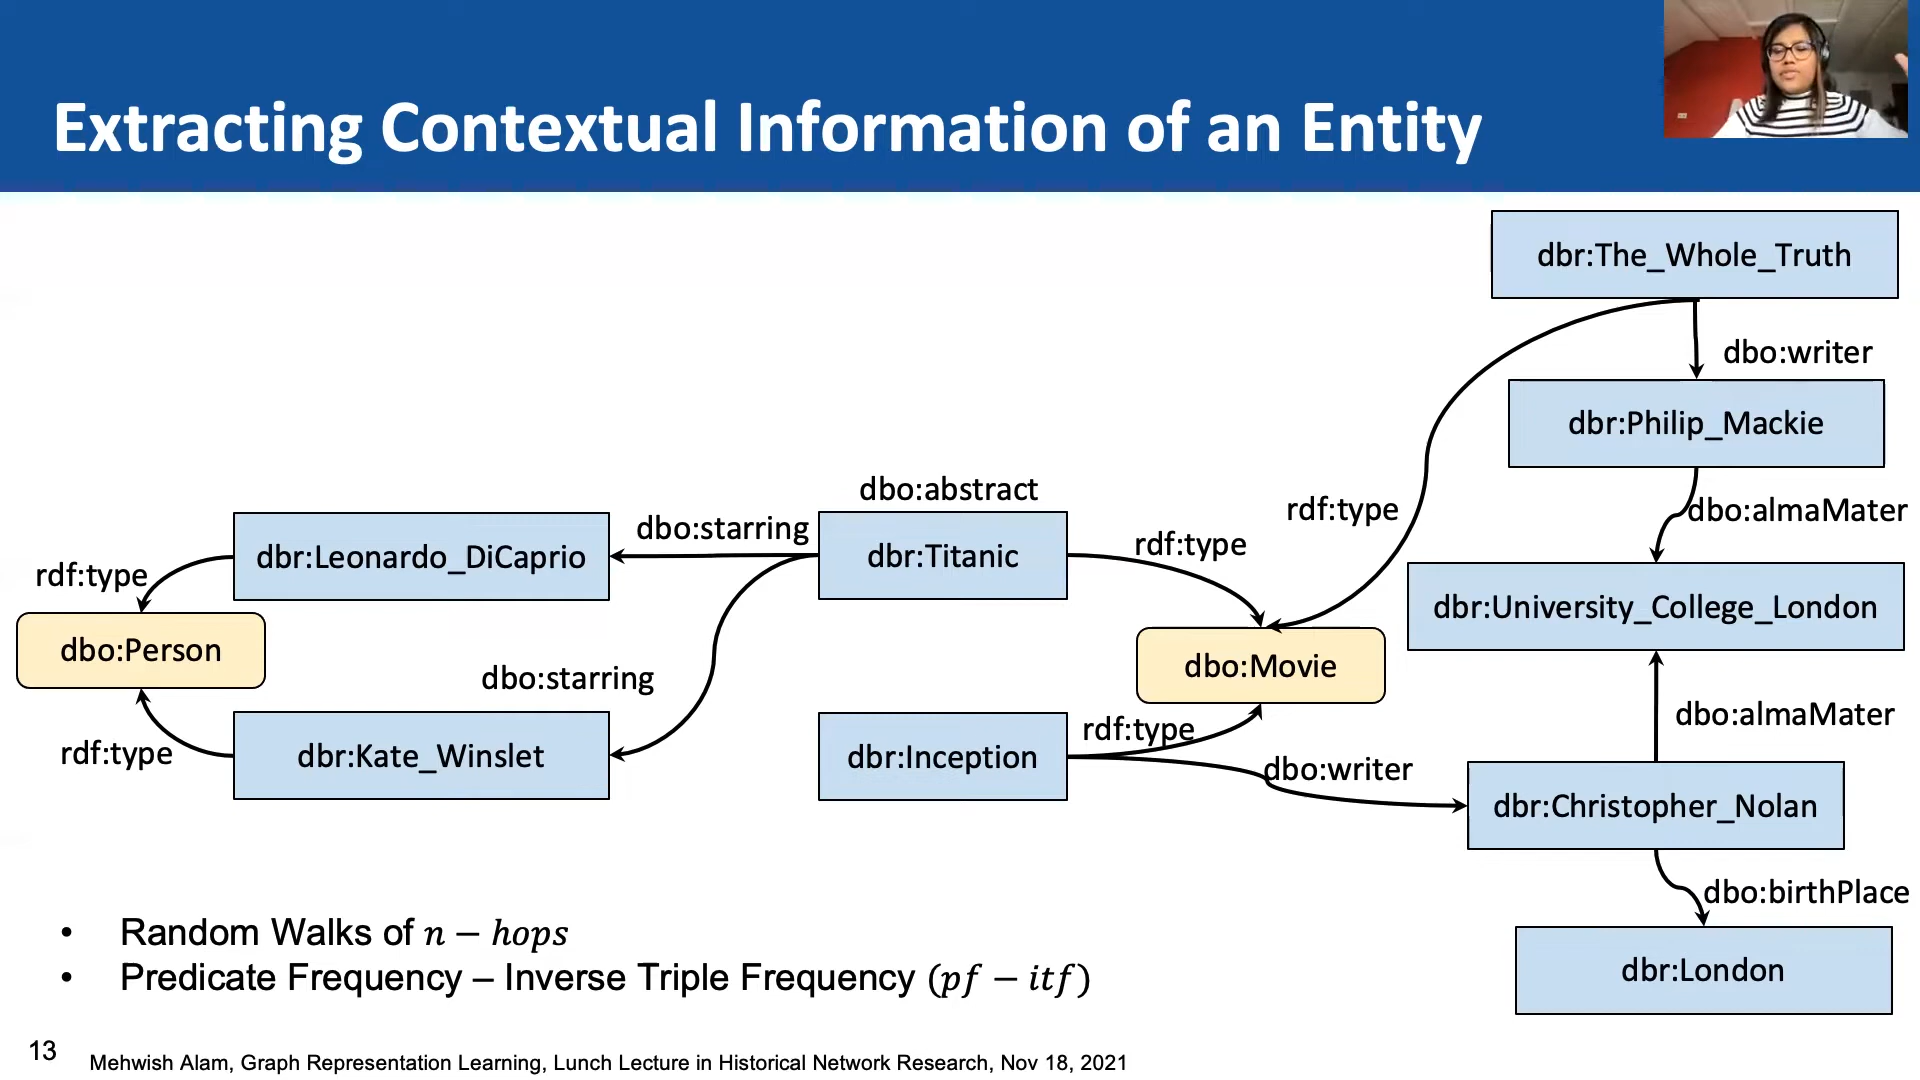 Extracting Contextual Information of an Entity
dbr:The_Whole_Truth
dbo:writer
dbr:Philip_Mackie
dbo:abstract
rdf:type
dbo:almaMater
dbo:starring
rdf:type
dbr:Leonardo_DiCaprio
dbr:Titanic
rdf:type
dbr:University_College_London
dbo:Person
dbo:Movie
dbo:starring
dbo:almaMater
rdf:type
rdf:type
dbr:Kate_Winslet
dbr:Inception
dbo:writer
dbr:Christopher_Nolan
dbo:birthPlace
• Random Walks of n − hops
dbr:London
• Predicate Frequency – Inverse Triple Frequency (pf − itf)
13
Mehwish Alam, Graph Representation Learning, Lunch Lecture in Historical Network Research, Nov 18, 2021